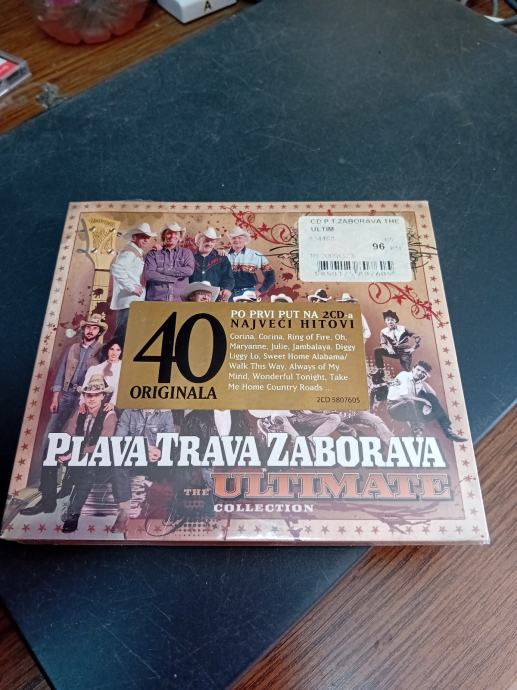 A
CD P.T.ZABORAVA THE
ULTIM
96
40
ORIGINALA
PO PRVI PUT NA 2CD-a
NAJVEĆI HITOVI
Corina, Corina, Ring of Fire, Oh,
Maryanne, Julie, Jambalaya, Diggy
Liggy Lo, Sweet Home Alabama/
Walk This Way, Always of My
Mind, Wonderful Tonight, Take
Me Home Country Roads ...
2CD 5807605
PLAVA TRAVA ZABORAVA
THE ULTIMATE
COLLECTION